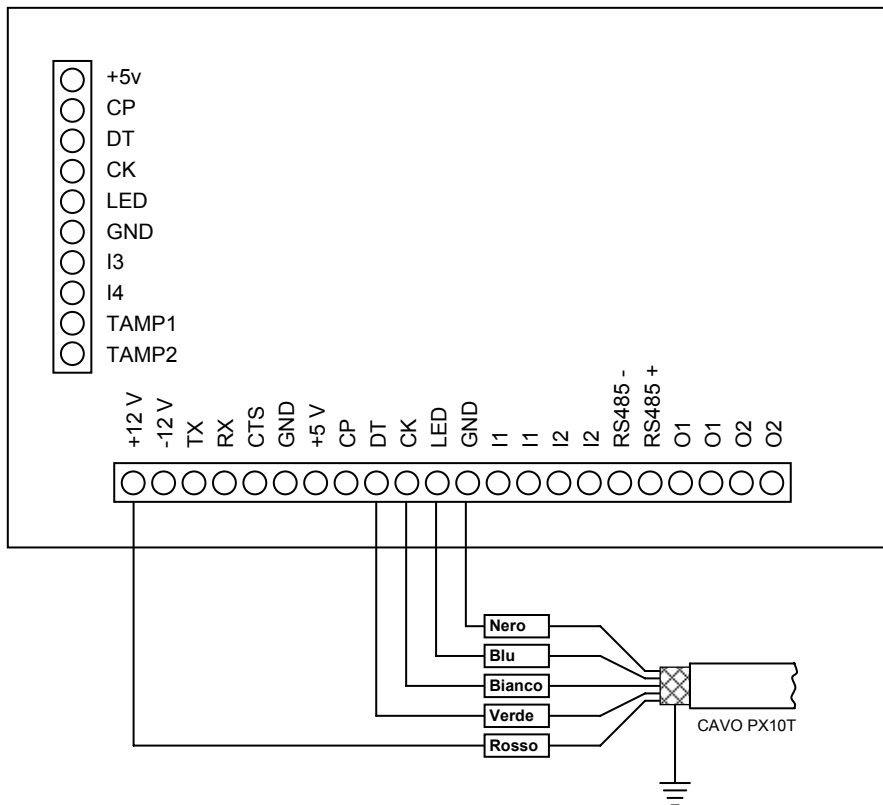 +5v
CP
DT
CK
LED
GND
I3
I4
TAMP1
TAMP2
+12 V
-12 V
TX
RX
CTS
GND
+5 V
CP
DT
CK
LED
GND
I1
I1
I2
I2
RS485 -
RS485 +
O1
O1
O2
O2
Nero
Blu
Bianco
Verde
Rosso
CAVO PX10T